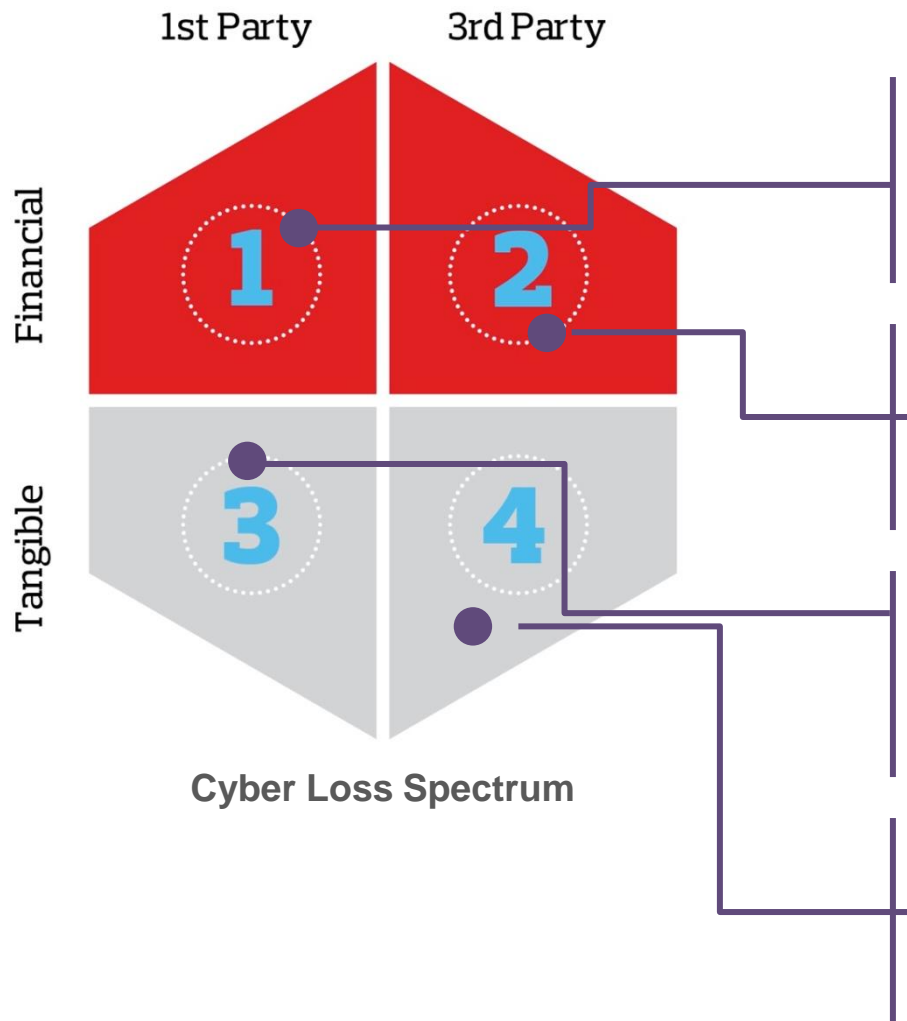 1st Party 3rd Party
Financial
1 2
Tangible
3 4
Cyber Loss Spectrum